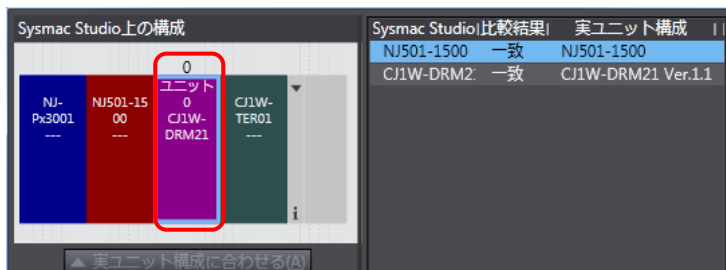 Sysmac Studio上の構成
0
NJ-
Px3001
---
NJ501-15
00
---
ユニット
0
CJ1W-
DRM21
CJ1W-
TER01
---
i
▲ 実ユニット構成に合わせる(A)
Sysmac Studio 比較結果 実ユニット構成
NJ501-1500 一致 NJ501-1500
CJ1W-DRM2: 一致 CJ1W-DRM21 Ver.1.1